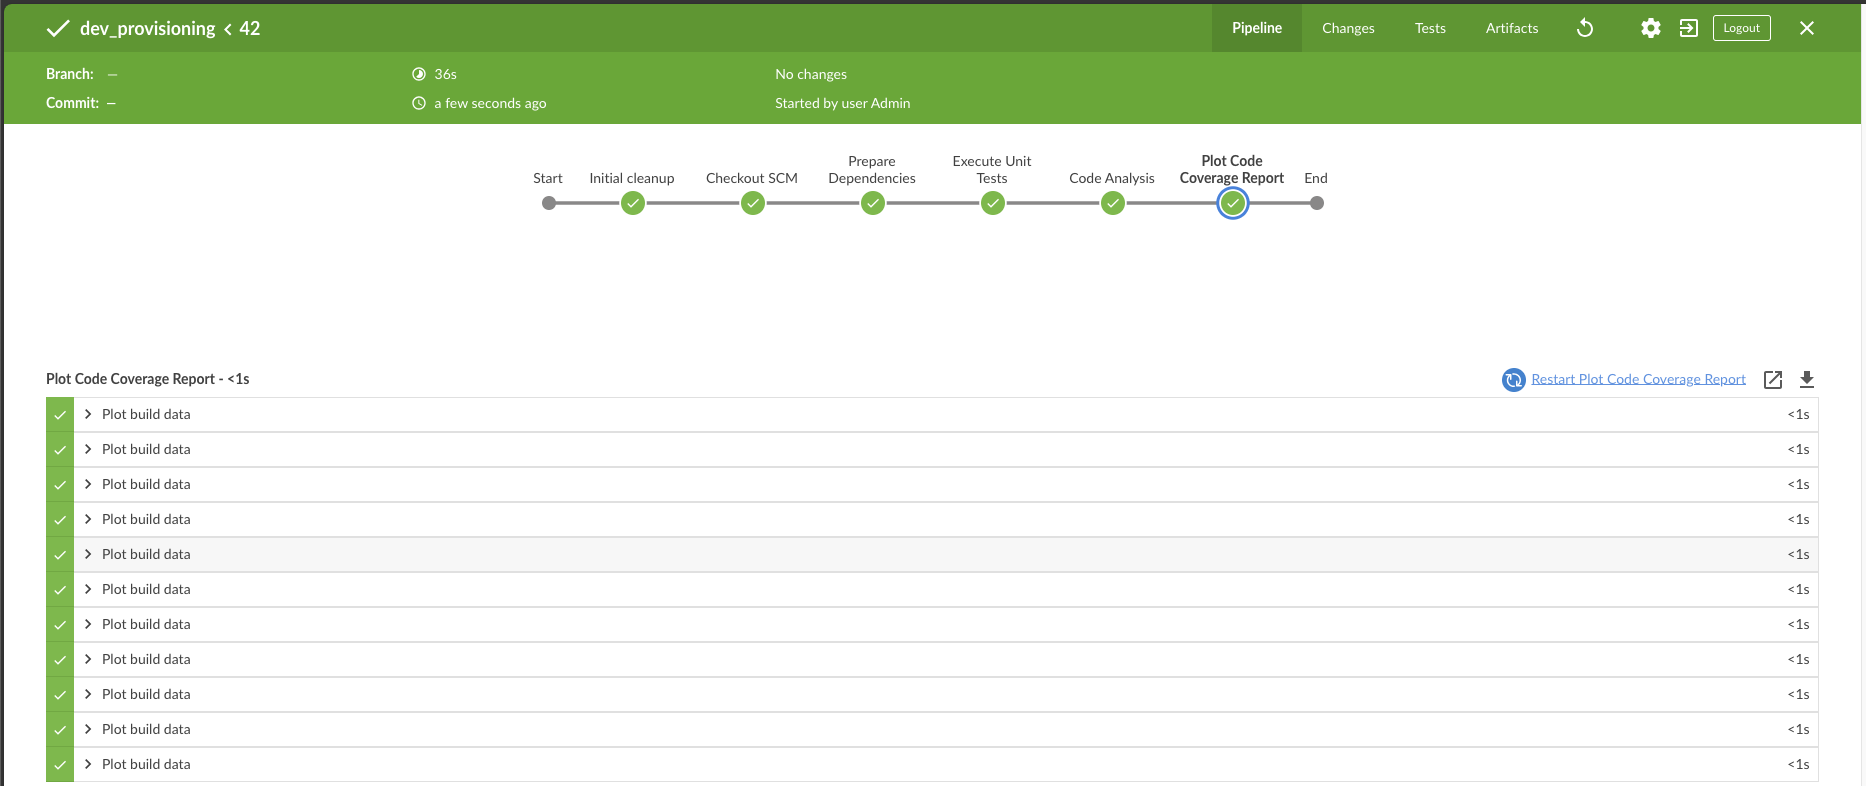 dev_provisioning < 42
Pipeline Changes Tests Artifacts Logout
Branch: — 36s No changes
Commit: — a few seconds ago Started by user Admin
Start
Initial cleanup
Checkout SCM
Prepare
Dependencies
Execute Unit
Tests
Code Analysis
Plot Code
Coverage Report
End
Plot Code Coverage Report - <1s Restart Plot Code Coverage Report
Plot build data <1s
Plot build data <1s
Plot build data <1s
Plot build data <1s
Plot build data <1s
Plot build data <1s
Plot build data <1s
Plot build data <1s
Plot build data <1s
Plot build data <1s
Plot build data <1s